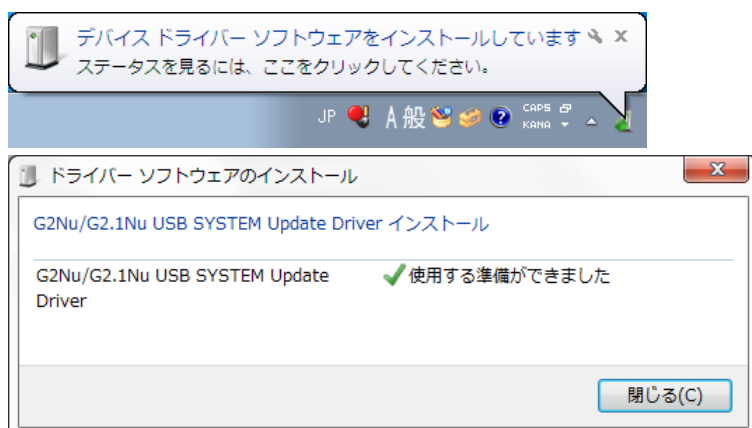 デバイス ドライバー ソフトウェアをインストールしています
ステータスを見るには、ここをクリックしてください。
JP A 般 CAPS
KANA
ドライバー ソフトウェアのインストール
G2Nu/G2.1Nu USB SYSTEM Update Driver インストール
G2Nu/G2.1Nu USB SYSTEM Update 使用する準備ができました
Driver
閉じる(C)